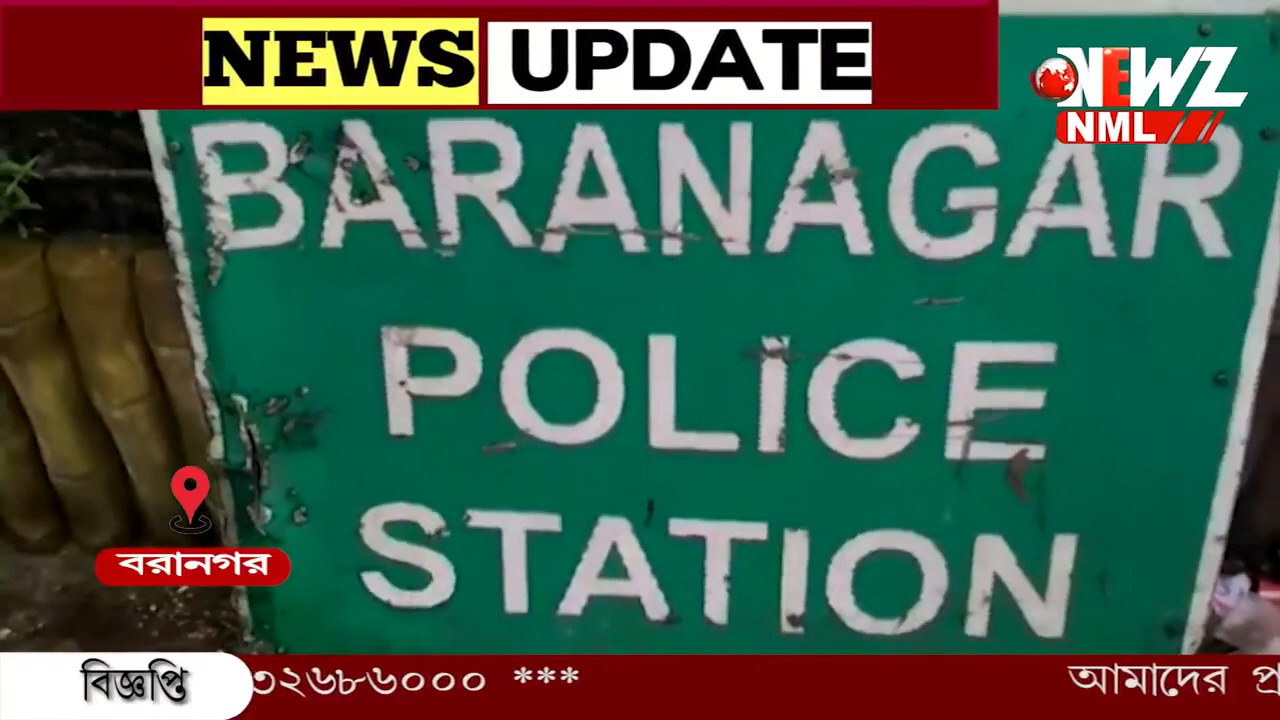 NEWS UPDATE
NEWZ
NML
BARANAGAR
POLICE
STATION
বরানগর
বিজ্ঞপ্তি ৩২৬৮৬০০০ *** আমাদের